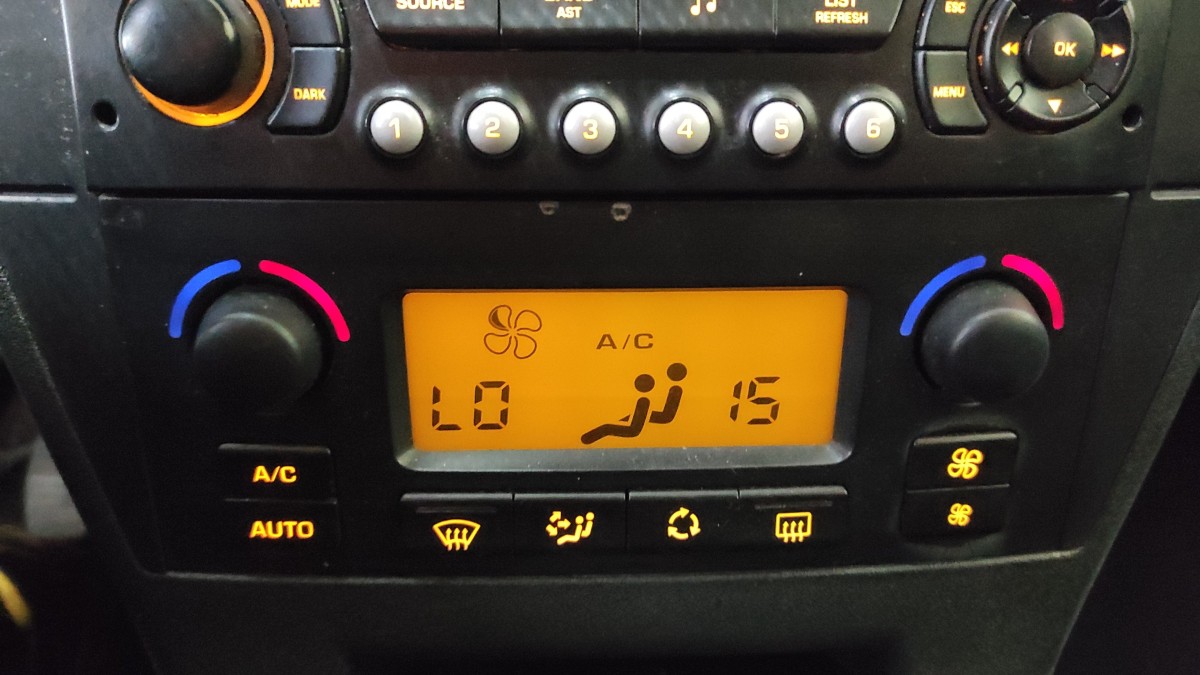 MODE
SOURCE
AST
LIST
REFRESH
ESC
OK
DARK
MENU
1 2 3 4 5 6
A/C
LO 15
A/C
AUTO